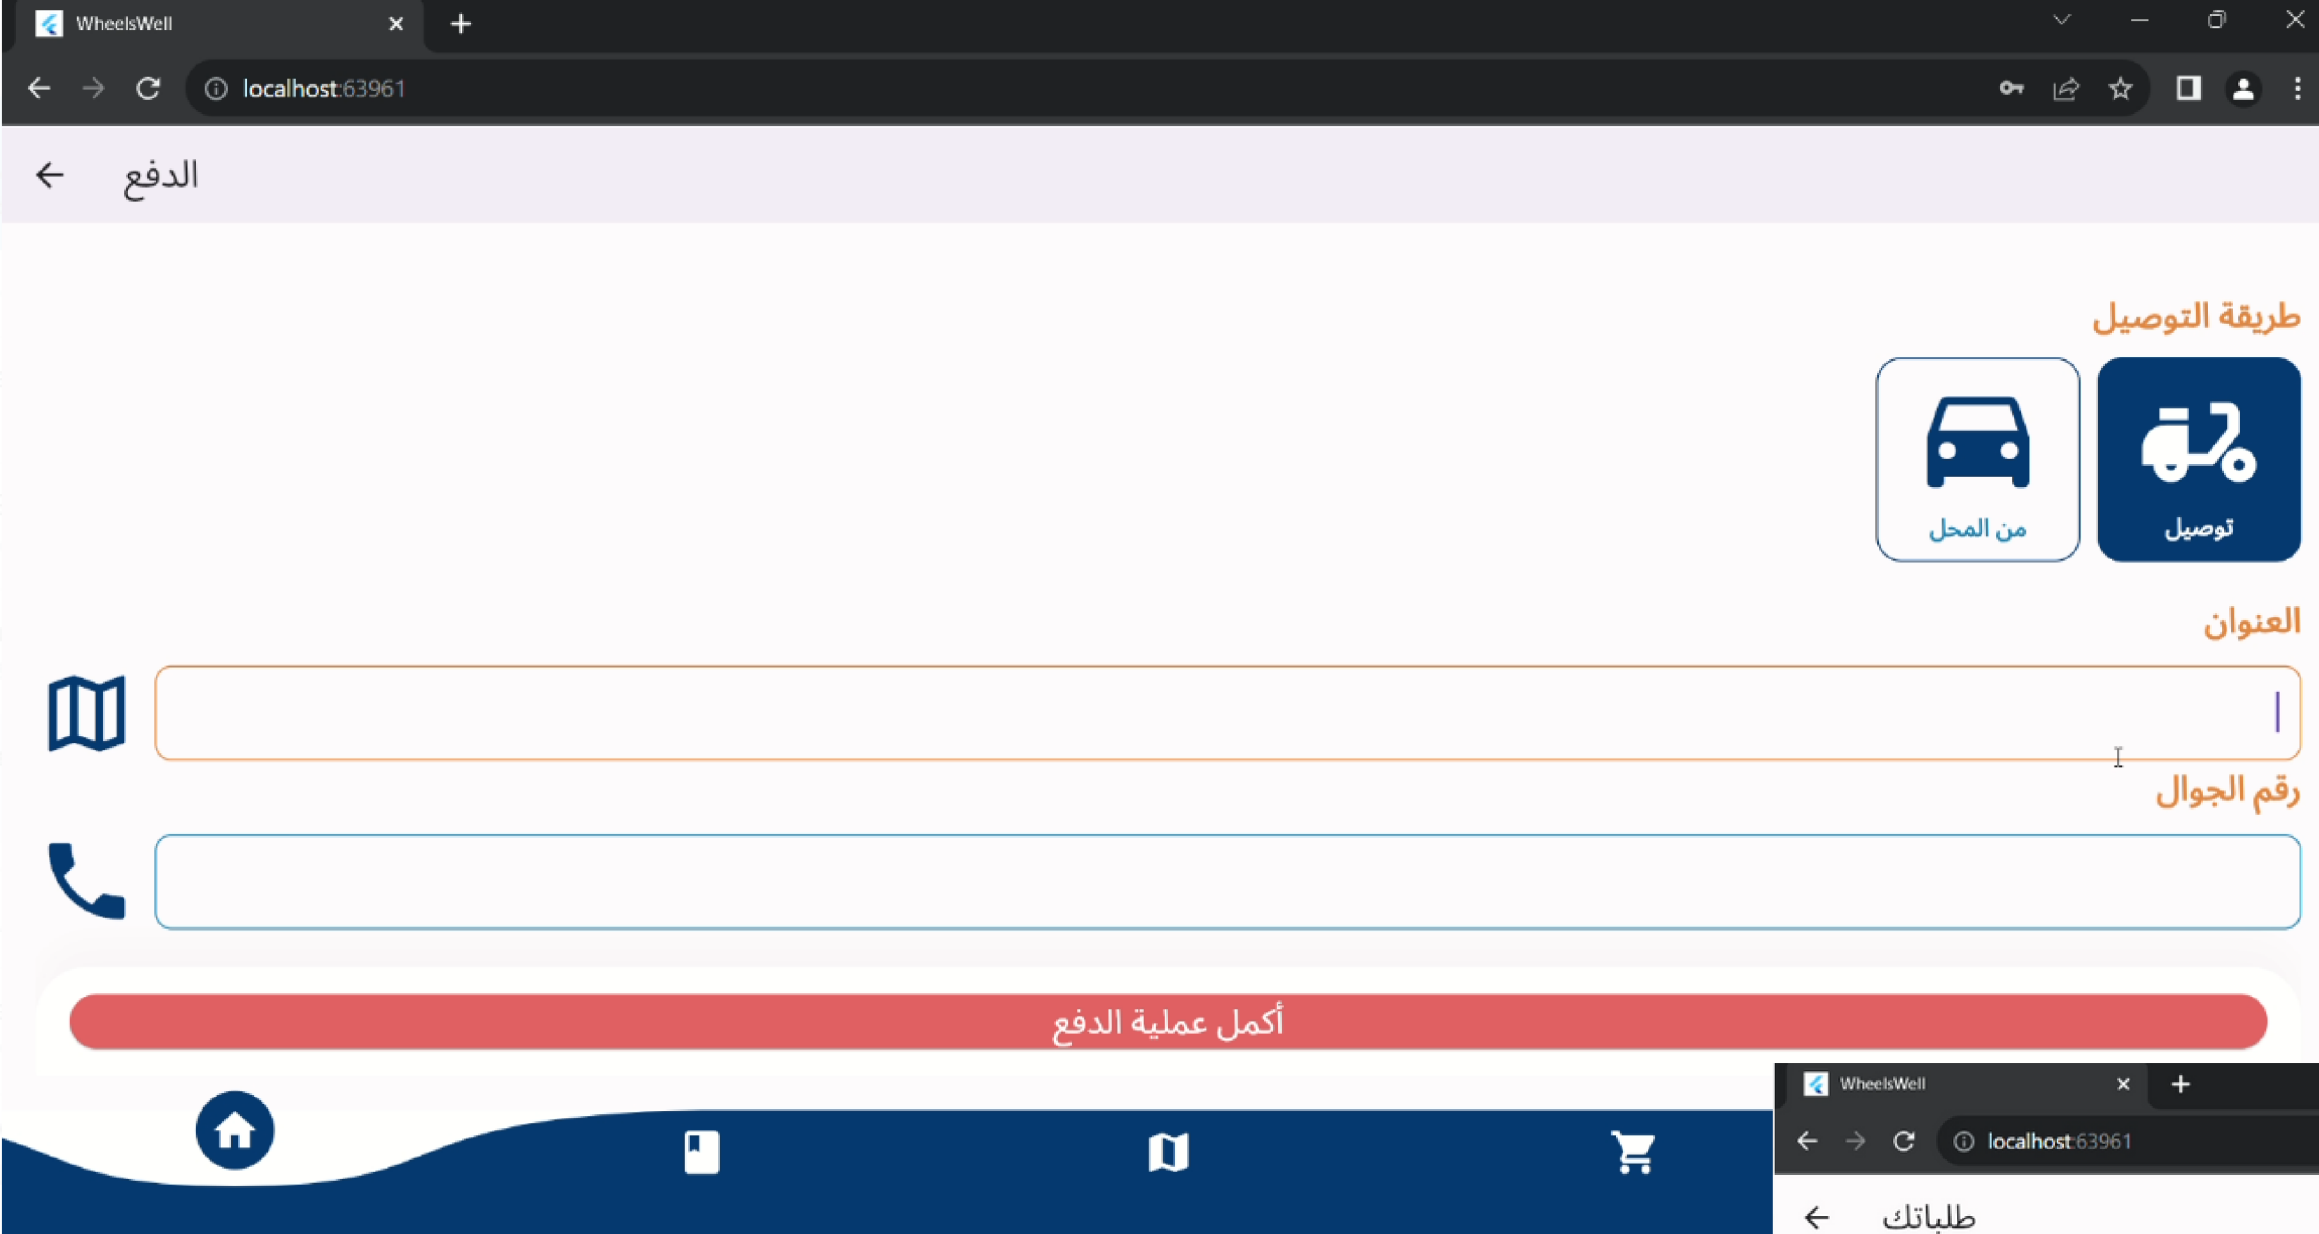 WheelsWell
localhost:63961
الدفع
طريقة التوصيل
توصيل
من المحل
العنوان
رقم الجوال
أكمل عملية الدفع
WheelsWell
localhost:63961
طلباتك